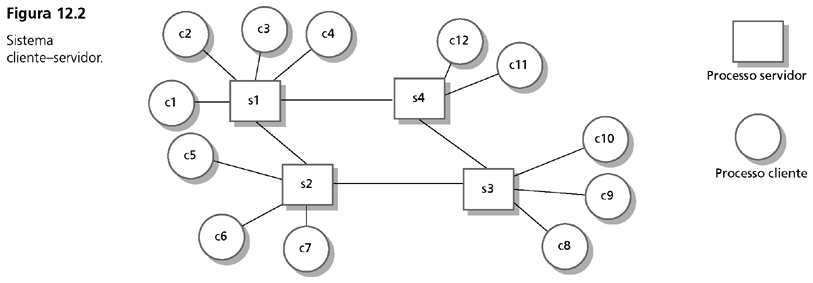 Figura 12.2
Sistema
cliente–servidor.
c2
c3
c4
c12
c11
c1
s1
s4
c5
c10
s2
s3
c9
c6
c7
c8
Processo servidor
Processo cliente